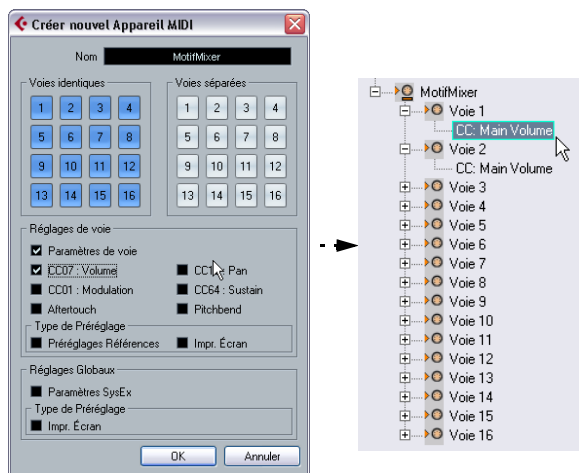 Créer nouvel Appareil MIDI
Nom MotifMixer
Voies identiques
1 2 3 4
5 6 7 8
9 10 11 12
13 14 15 16
Voies séparées
1 2 3 4
5 6 7 8
9 10 11 12
13 14 15 16
Réglages de voie
Paramètres de voie
CC07 : Volume : Pan
CC01 : Modulation CC64 : Sustain
Aftertouch Pitchbend
Type de Préréglage
Préréglages Références Impr. Écran
Réglages Globaux
Paramètres SysEx
Type de Préréglage
Impr. Écran
OK Annuler
MotifMixer
Voie 1
CC: Main Volume
Voie 2
CC: Main Volume
Voie 3
Voie 4
Voie 5
Voie 6
Voie 7
Voie 8
Voie 9
Voie 10
Voie 11
Voie 12
Voie 13
Voie 14
Voie 15
Voie 16